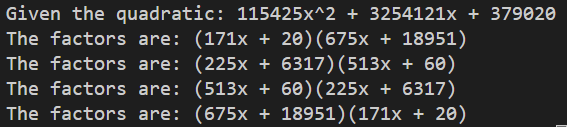 Given the quadratic: 115425x^2 + 3254121x + 379020
The factors are: (171x + 20)(675x + 18951)
The factors are: (225x + 6317)(513x + 60)
The factors are: (513x + 60)(225x + 6317)
The factors are: (675x + 18951)(171x + 20)